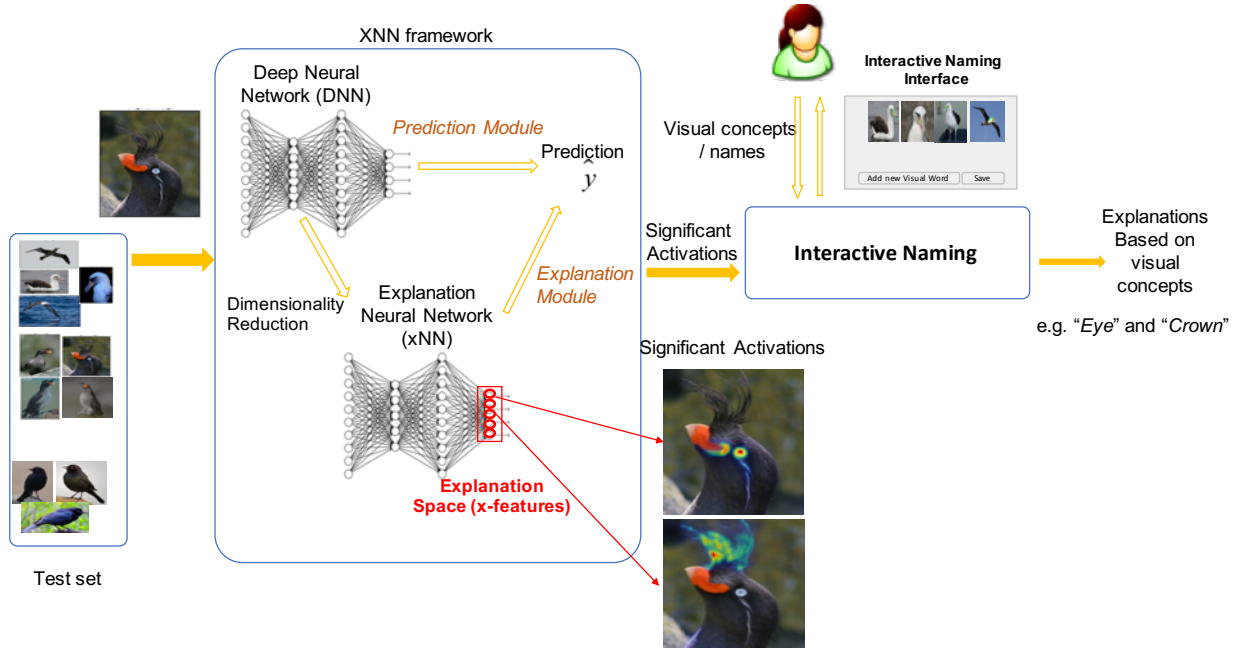 XNN framework
Deep Neural
Network (DNN)
Prediction Module
Prediction
ŷ
Explanation
Module
Dimensionality
Reduction
Explanation
Neural Network
(xNN)
Explanation
Space (x-features)
Test set
Visual concepts
/ names
Interactive Naming
Interface
Add new Visual Word
Save
Significant
Activations
Interactive Naming
Explanations
Based on
visual
concepts
e.g. “Eye” and “Crown”
Significant Activations